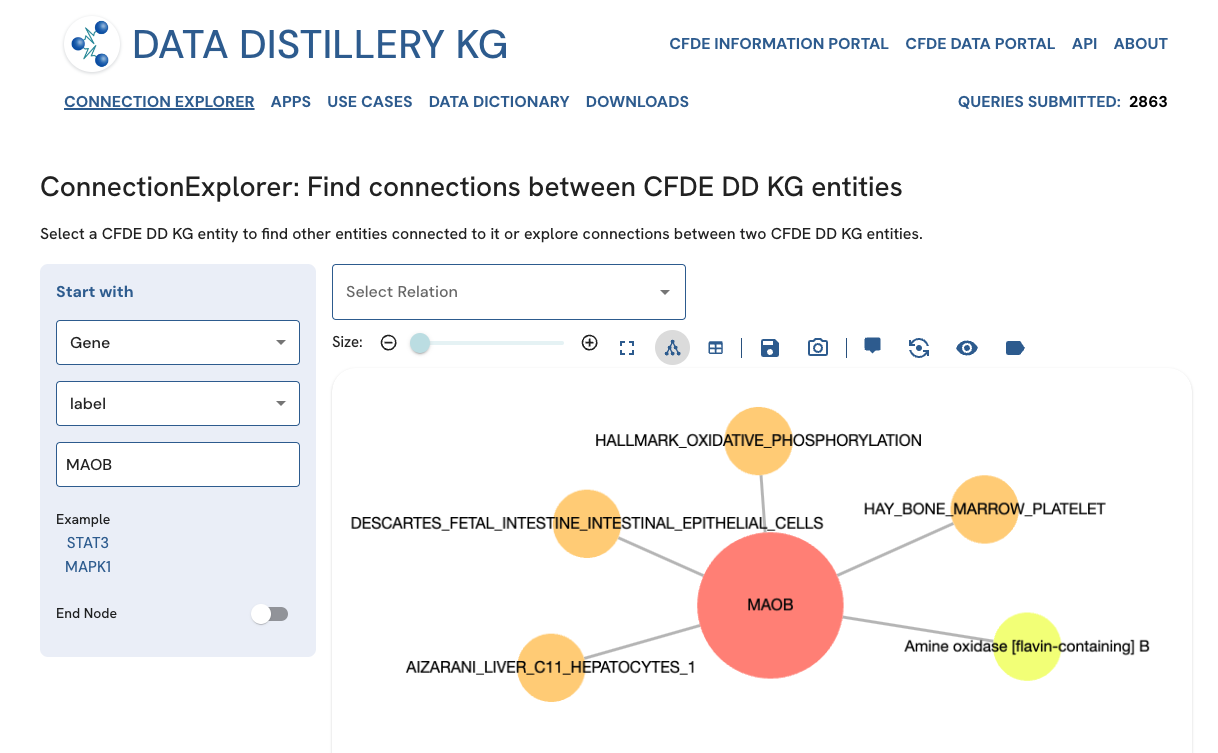 DATA DISTILLERY KG
CFDE INFORMATION PORTAL CFDE DATA PORTAL API ABOUT
CONNECTION EXPLORER APPS USE CASES DATA DICTIONARY DOWNLOADS
QUERIES SUBMITTED: 2863
ConnectionExplorer: Find connections between CFDE DD KG entities
Select a CFDE DD KG entity to find other entities connected to it or explore connections between two CFDE DD KG entities.
Start with
Gene
label
MAOB
Example
STAT3
MAPK1
End Node
Select Relation
Size:
HALLMARK_OXIDATIVE_PHOSPHORYLATION
HAY_BONE_MARROW_PLATELET
DESCARTES_FETAL_INTESTINE_INTESTINAL_EPITHELIAL_CELLS
MAOB
Amine oxidase [flavin-containing] B
AIZARANI_LIVER_C11_HEPATOCYTES_1